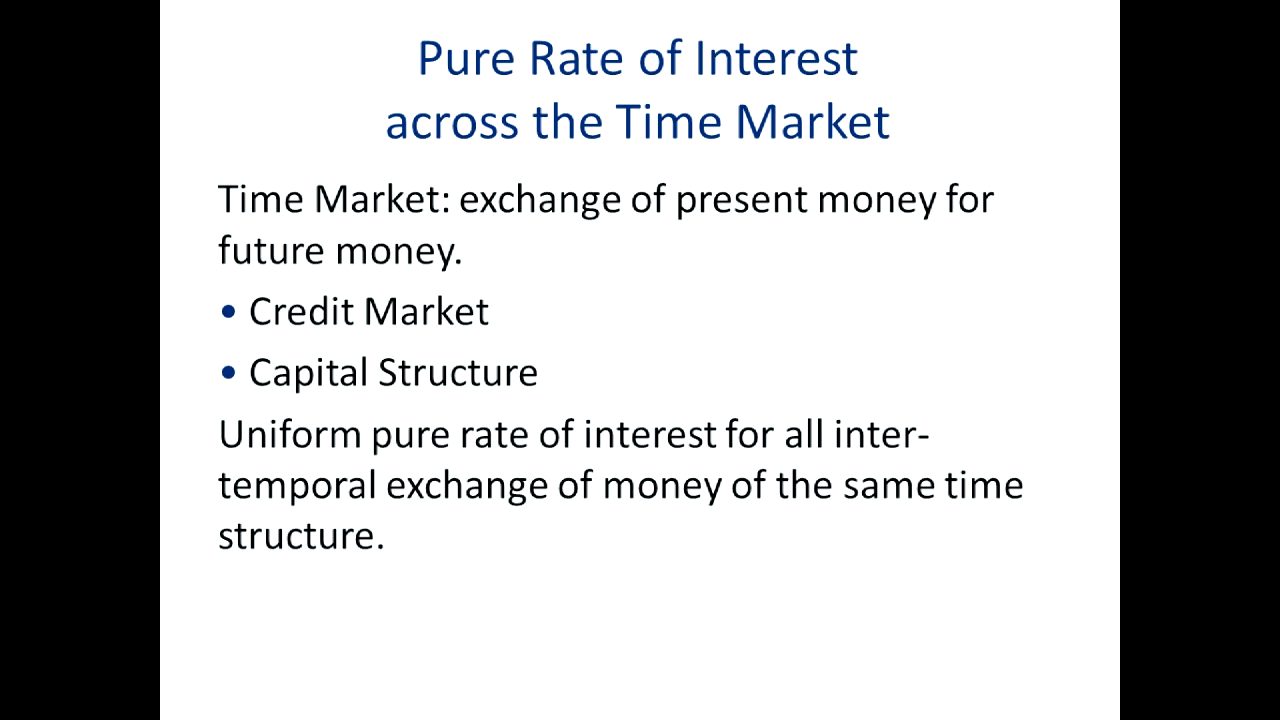 Pure Rate of Interest
across the Time Market
Time Market: exchange of present money for
future money.
• Credit Market
• Capital Structure
Uniform pure rate of interest for all inter-
temporal exchange of money of the same time
structure.